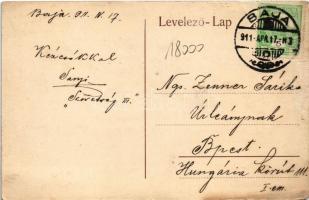 Baja, 911. IV. 17.
Levelező-Lap
BAJA
911 APR. 17.
18000
Kézcsókkal
Sanyi
Ngs. Zenner Sárika
Úrleánynak
Bpest.
Hungária körút
I. em.